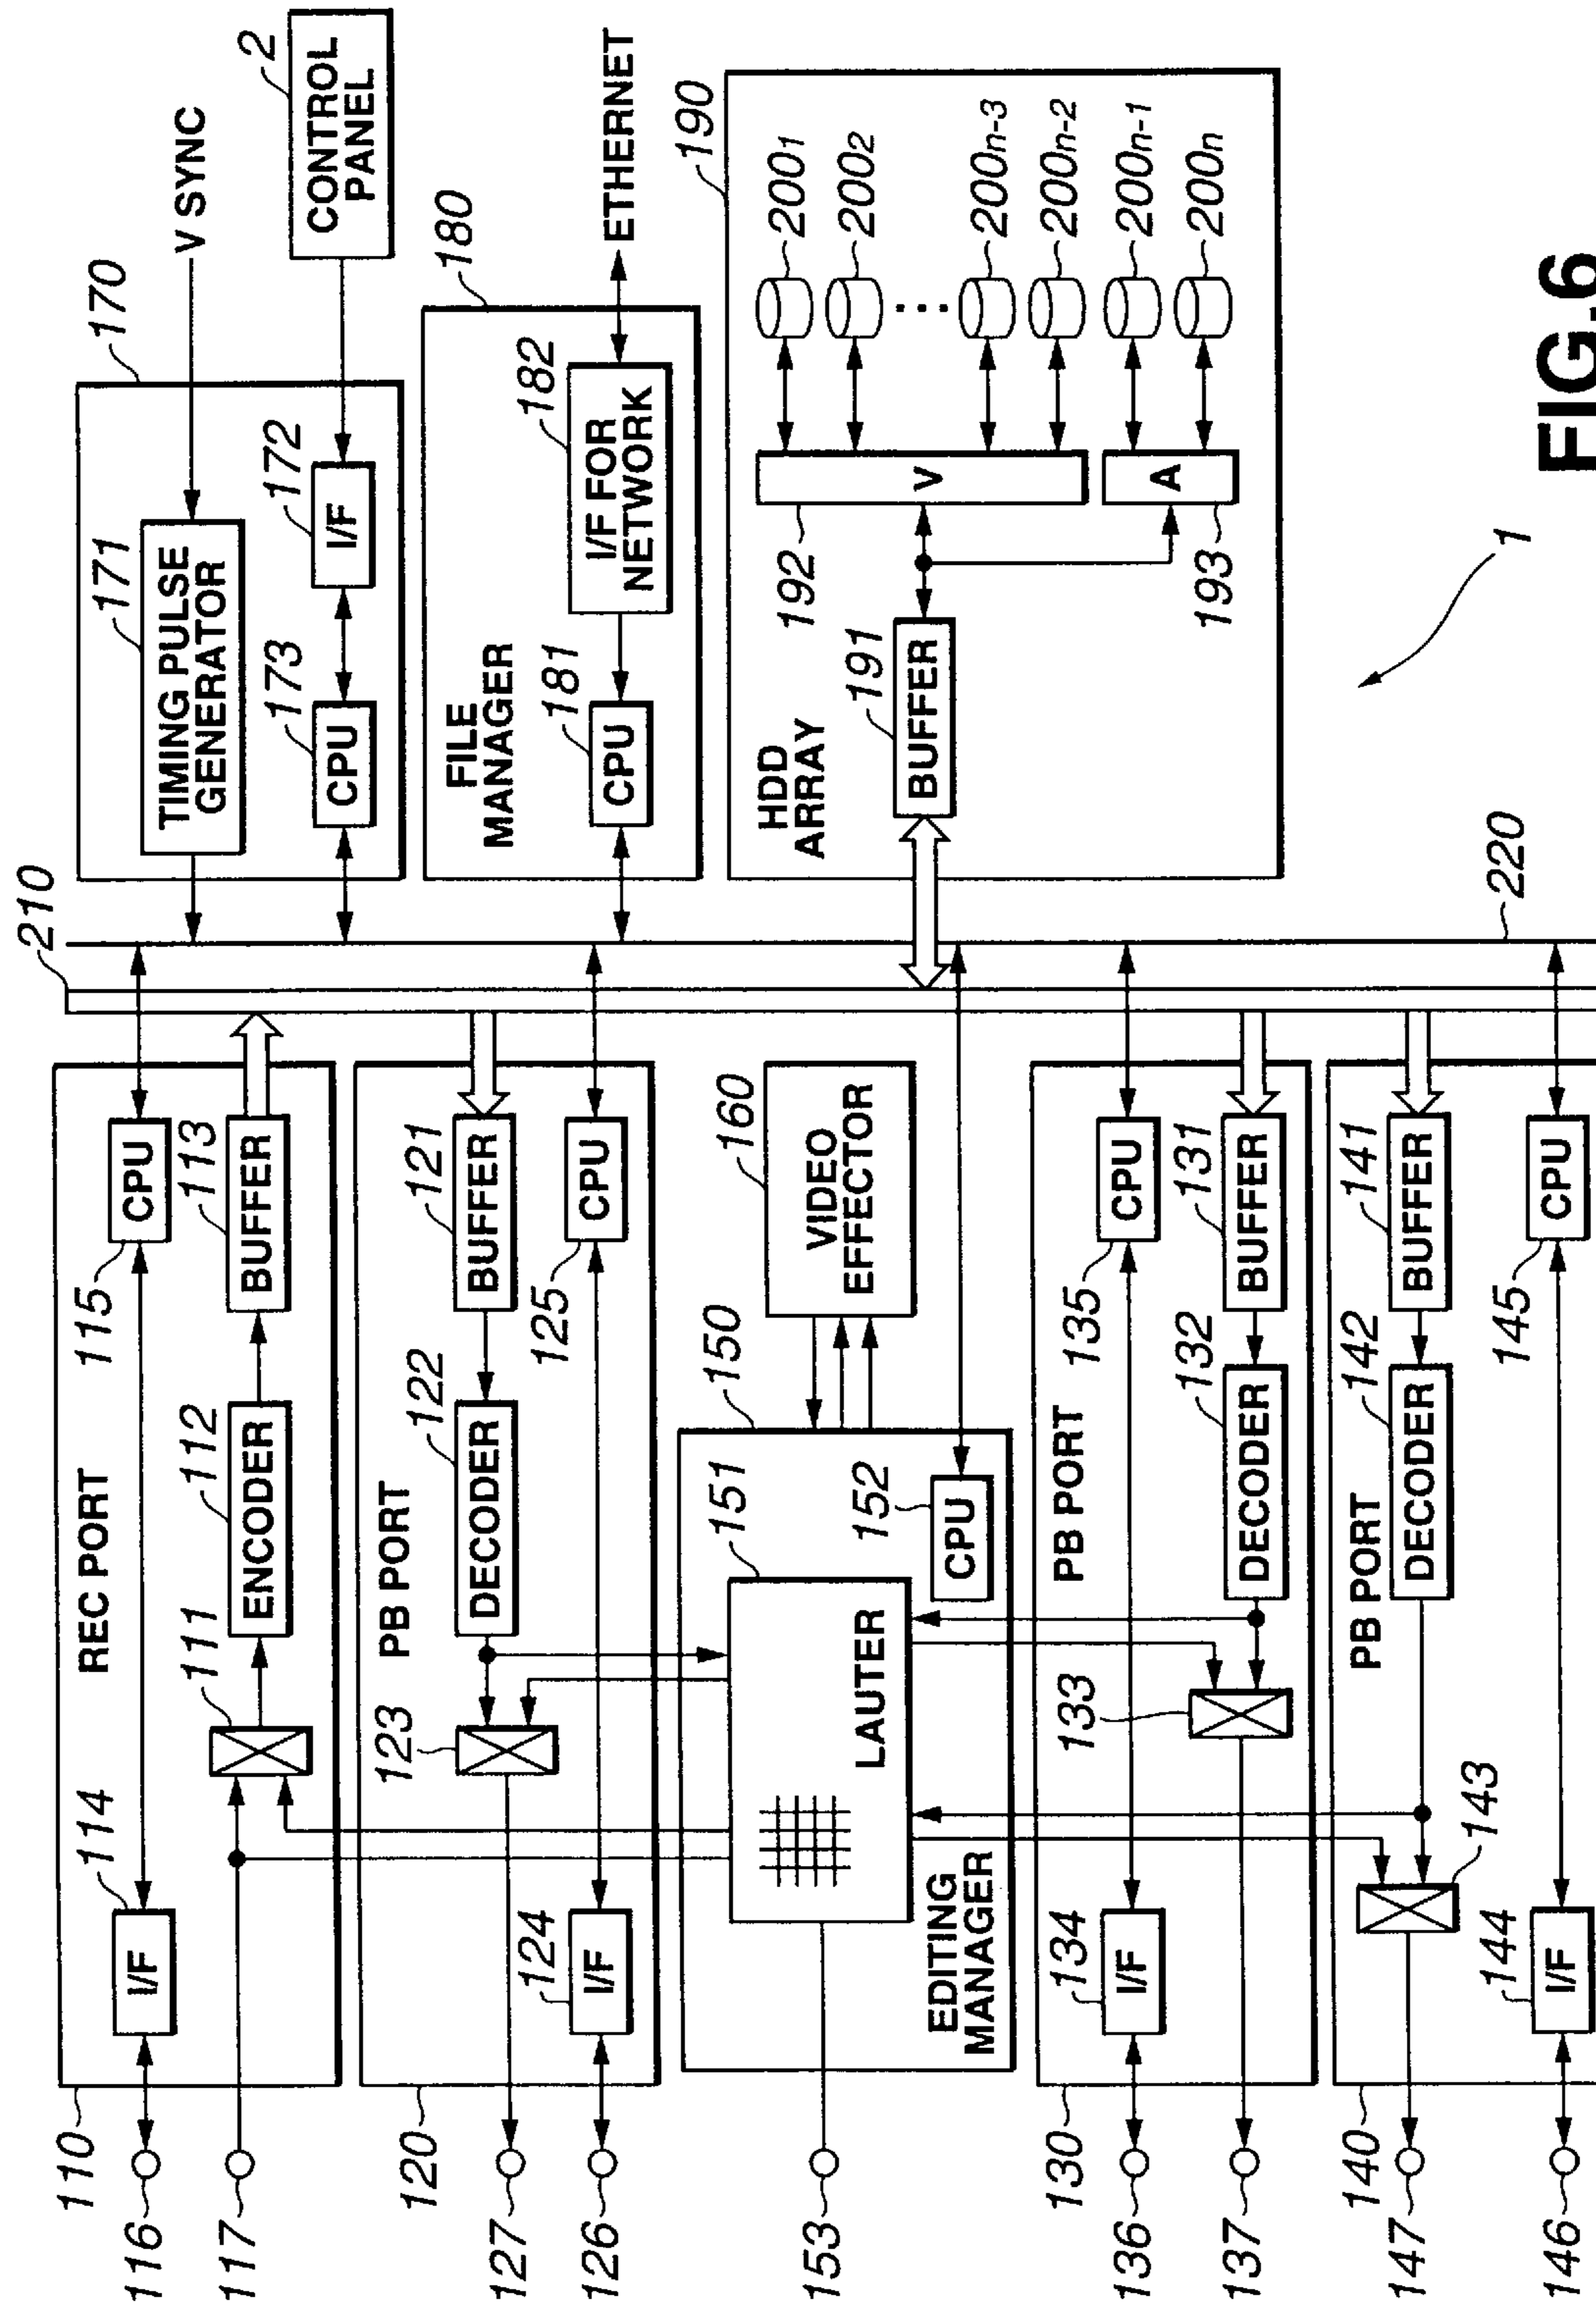 110
REC PORT
116
114
I/F
115
CPU
117
111
112
ENCODER
113
BUFFER
210
170
171
TIMING PULSE
GENERATOR
V SYNC
173
CPU
172
I/F
2
CONTROL
PANEL
120
PB PORT
127
123
122
DECODER
121
BUFFER
126
124
I/F
125
CPU
180
FILE
MANAGER
181
CPU
182
I/F FOR
NETWORK
ETHERNET
153
EDITING
MANAGER
150
151
LAUTER
152
CPU
160
VIDEO
EFFECTOR
190
HDD
ARRAY
191
BUFFER
192
V
193
A
2001
2002
200n-3
200n-2
200n-1
200n
130
PB PORT
136
134
I/F
135
CPU
137
133
132
DECODER
131
BUFFER
140
PB PORT
147
143
142
DECODER
141
BUFFER
146
144
I/F
145
CPU
220
1
FIG.6